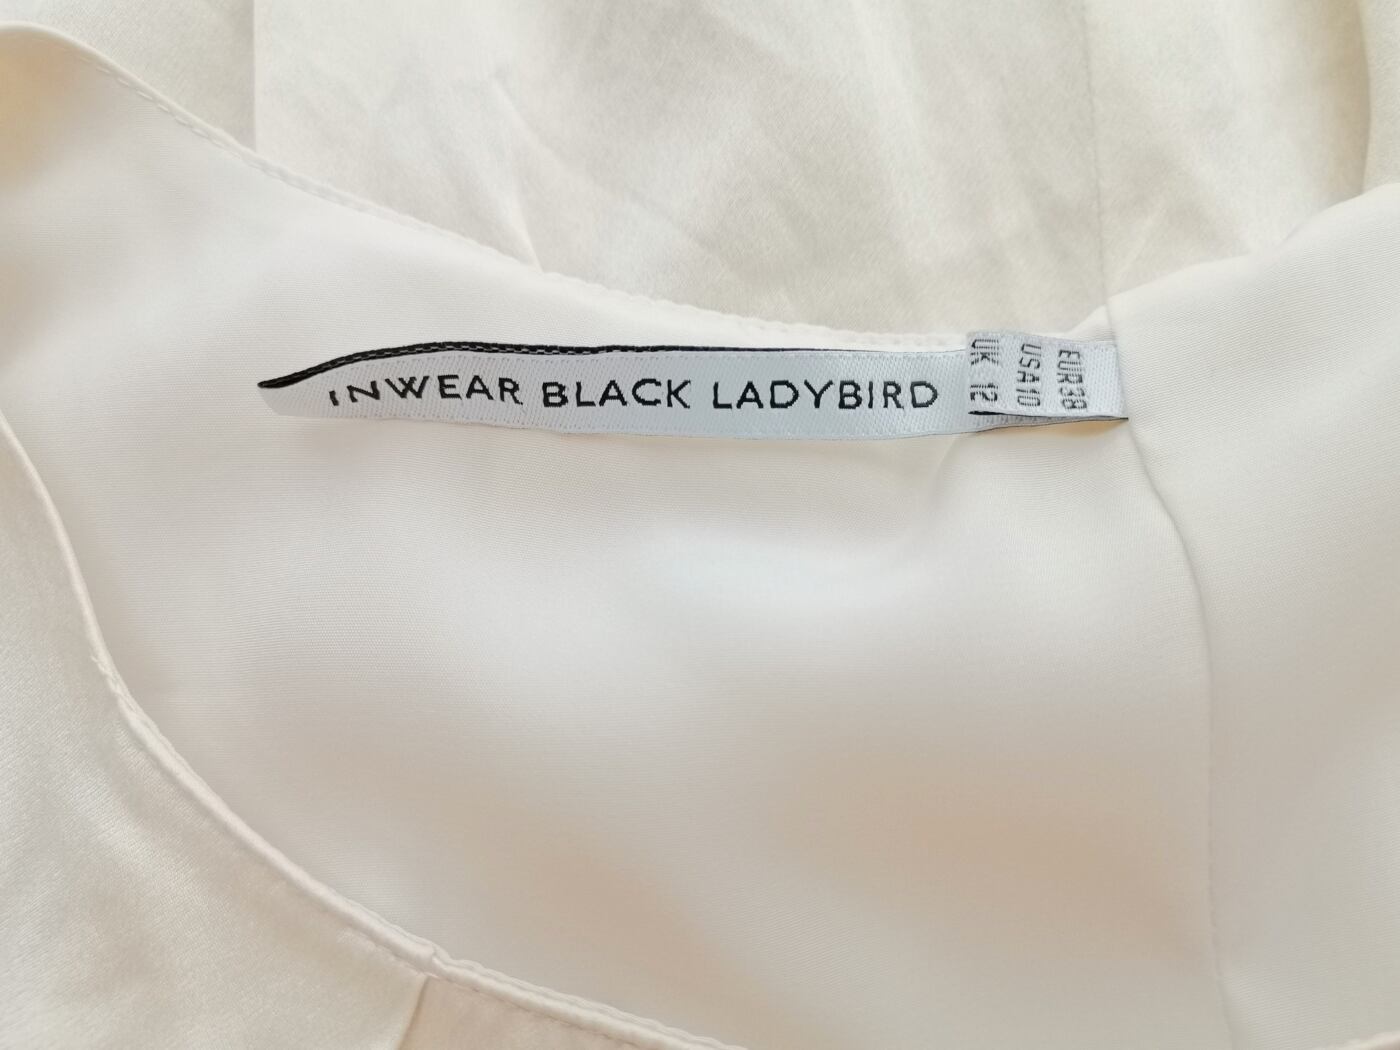 INWEAR BLACK LADYBIRD
EUR38
USA10
UK 12